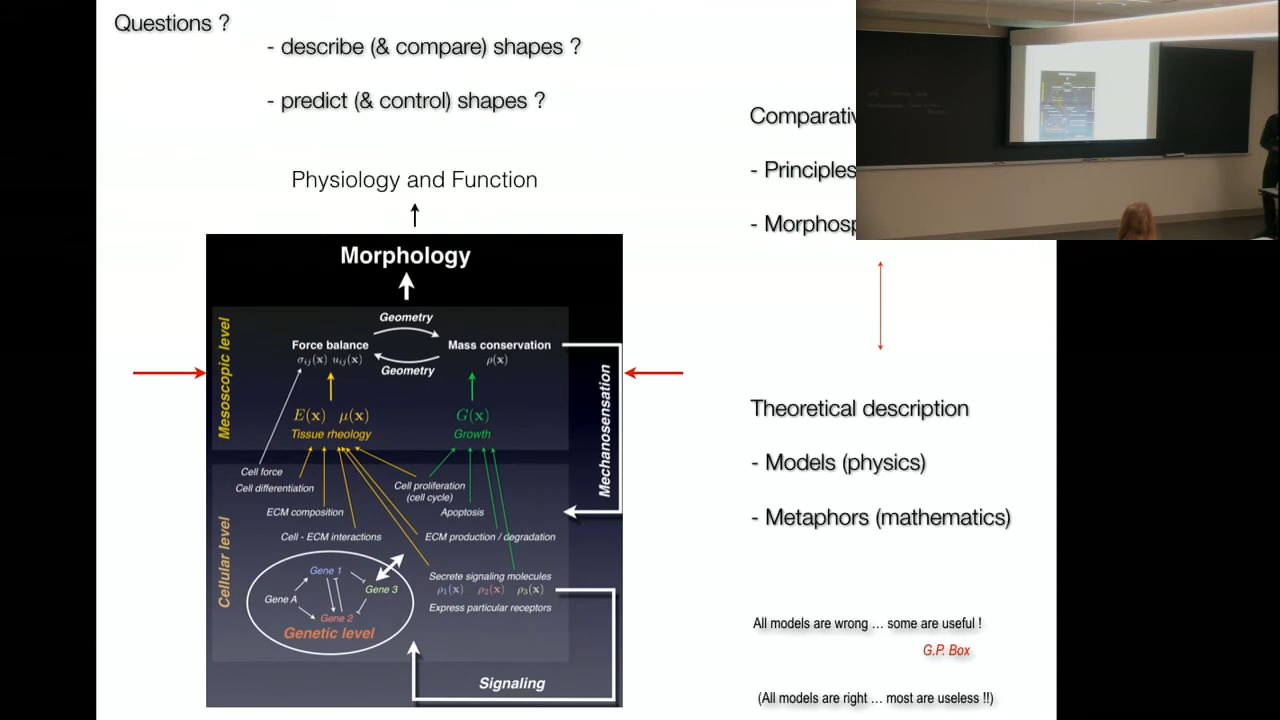 Questions ?
- describe (& compare) shapes ?
- predict (& control) shapes ?
Physiology and Function
Morphology
Mesoscopic level
Geometry
Force balance
Mass conservation
σij(x) uij(x)
ρ(x)
Geometry
E(x) μ(x)
G(x)
Tissue rheology
Growth
Mechanosensation
Cellular level
Cell force
Cell differentiation
Cell proliferation
(cell cycle)
ECM composition
Apoptosis
Cell - ECM interactions
ECM production / degradation
Gene 1
Gene A
Gene 3
Gene 2
Genetic level
Secrete signaling molecules
ρ1(x) ρ2(x) ρ3(x)
Express particular receptors
Signaling
- Principles
Theoretical description
- Models (physics)
- Metaphors (mathematics)
All models are wrong ... some are useful !
G.P. Box
(All models are right ... most are useless !!)